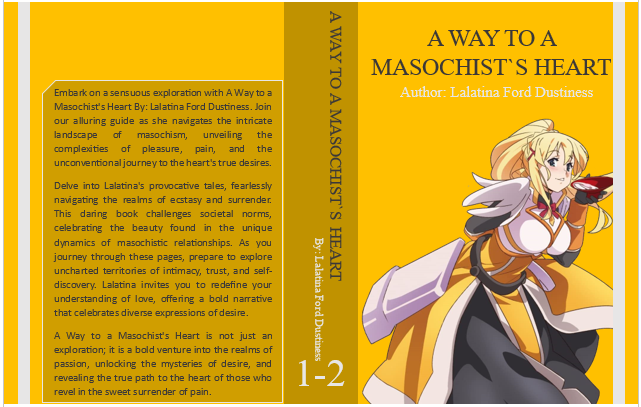 Embark on a sensuous exploration with A Way to a
Masochist's Heart By: Lalatina Ford Dustiness. Join
our alluring guide as she navigates the intricate
landscape of masochism, unveiling the
complexities of pleasure, pain, and the
unconventional journey to the heart's true desires.
Delve into Lalatina's provocative tales, fearlessly
navigating the realms of ecstasy and surrender.
This daring book challenges societal norms,
celebrating the beauty found in the unique
dynamics of masochistic relationships. As you
journey through these pages, prepare to explore
uncharted territories of intimacy, trust, and self-
discovery. Lalatina invites you to redefine your
understanding of love, offering a bold narrative
that celebrates diverse expressions of desire.
A Way to a Masochist's Heart is not just an
exploration; it is a bold venture into the realms of
passion, unlocking the mysteries of desire, and
revealing the true path to the heart of those who
revel in the sweet surrender of pain.
A WAY TO A MASOCHIST`S HEART
By: Lalatina Ford Dustiness
1-2
A WAY TO A
MASOCHIST`S HEART
Author: Lalatina Ford Dustiness